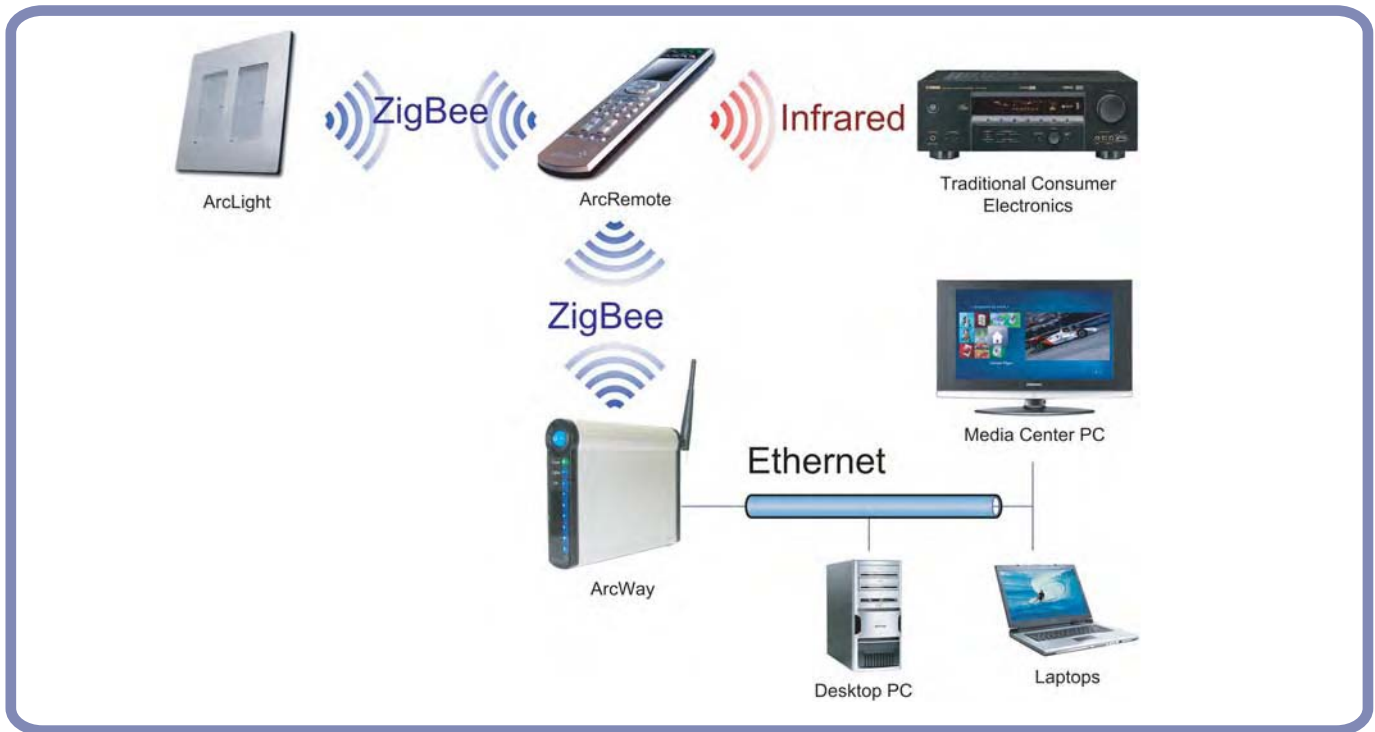 ZigBee
Infrared
ArcLight
ArcRemote
Traditional Consumer
Electronics
ZigBee
Media Center PC
Ethernet
ArcWay
Desktop PC
Laptops